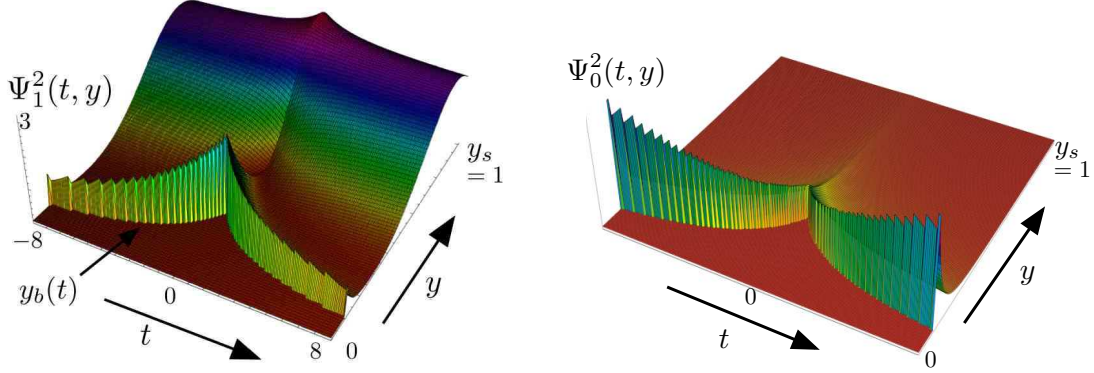 Ψ₁²(t, y)
3
−8
y_b(t)
0
t
8
0
y
y_s
= 1
Ψ₀²(t, y)
0
t
0
y
y_s
= 1